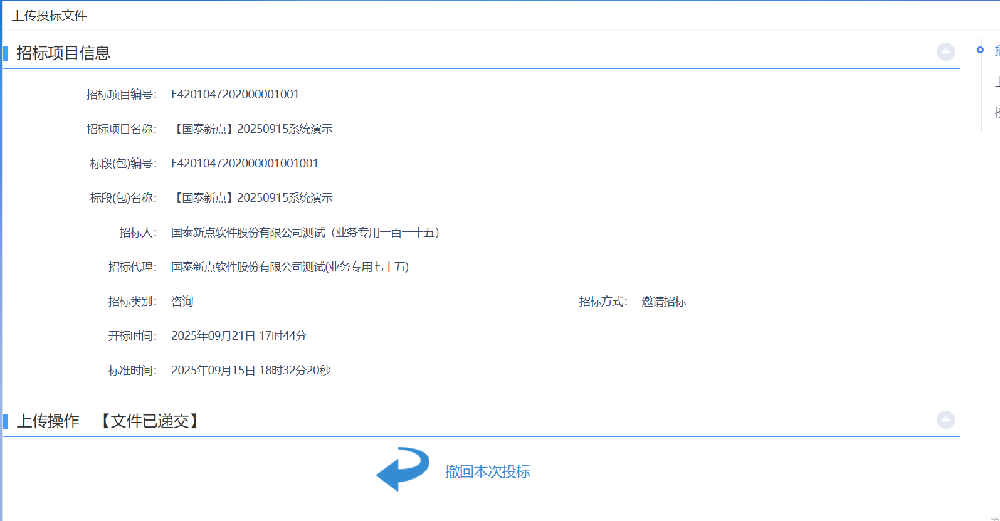 上传投标文件
招标项目信息
招标项目编号： E4201047202000001001
招标项目名称： 【国泰新点】20250915系统演示
标段(包)编号： E4201047202000001001001
标段(包)名称： 【国泰新点】20250915系统演示
招标人： 国泰新点软件股份有限公司测试（业务专用一百一十五）
招标代理： 国泰新点软件股份有限公司测试(业务专用七十五)
招标类别： 咨询 招标方式： 邀请招标
开标时间： 2025年09月21日 17时44分
标准时间： 2025年09月15日 18时32分20秒
上传操作 【文件已递交】
撤回本次投标